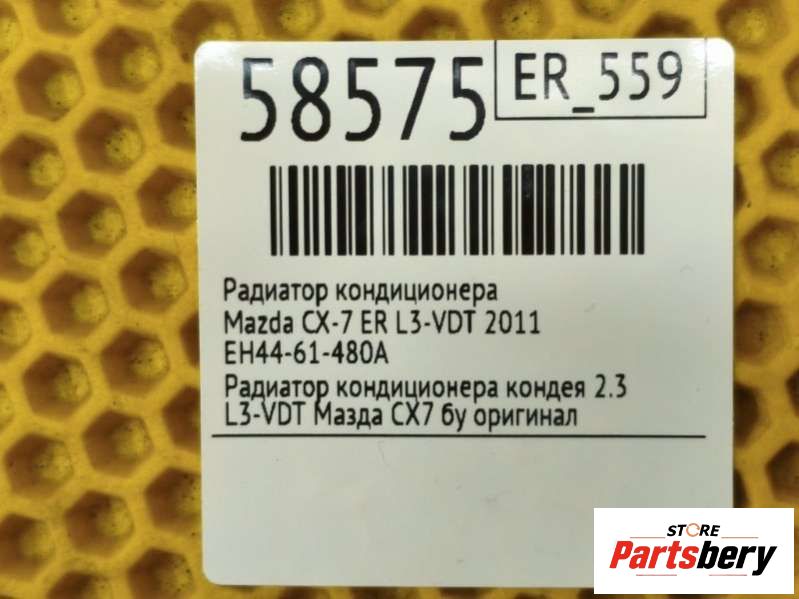 58575
ER_559
Радиатор кондиционера
Mazda CX-7 ER L3-VDT 2011
EH44-61-480A
Радиатор кондиционера кондея 2.3
L3-VDT Мазда CX7 бу оригинал
STORE
Partsbery